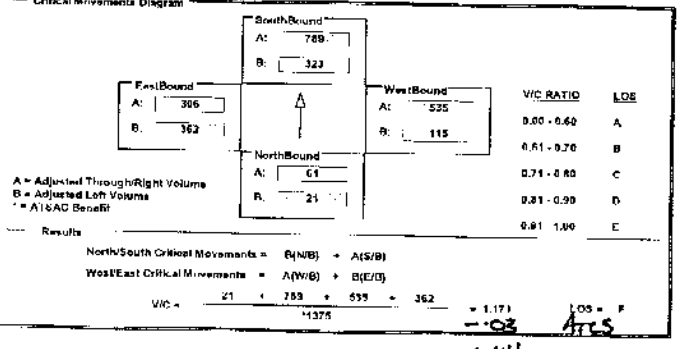 Critical Movements Diagram
SouthBound
A: 789
B: 323
EastBound
A: 306
B: 362
WestBound
A: 535
B: 115
NorthBound
A: 61
B: 21
V/C RATIO LOS
0.00 - 0.60 A
0.61 - 0.70 B
0.71 - 0.80 C
0.81 - 0.90 D
0.91 - 1.00 E
A = Adjusted Through/Right Volume
B = Adjusted Left Volume
* = ATSAC Benefit
Results
North/South Critical Movements = B(N/B) + A(S/B)
West/East Critical Movements = A(W/B) + B(E/B)
V/C = 21 + 789 + 535 + 362
*1375
= 1.171 LOS = F
-.03 ATCS